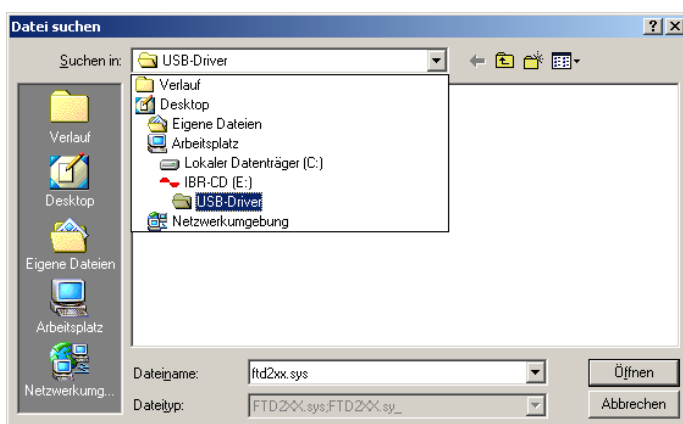 Datei suchen
Suchen in:
USB-Driver
Verlauf
Desktop
Eigene Dateien
Arbeitsplatz
Lokaler Datenträger (C:)
IBR-CD (E:)
USB-Driver
Netzwerkumgebung
Verlauf
Desktop
Eigene Dateien
Arbeitsplatz
Netzwerkumg...
Dateiname:
ftd2xx.sys
Öffnen
Dateityp:
FTD2XX.sys;FTD2XX.sy_
Abbrechen